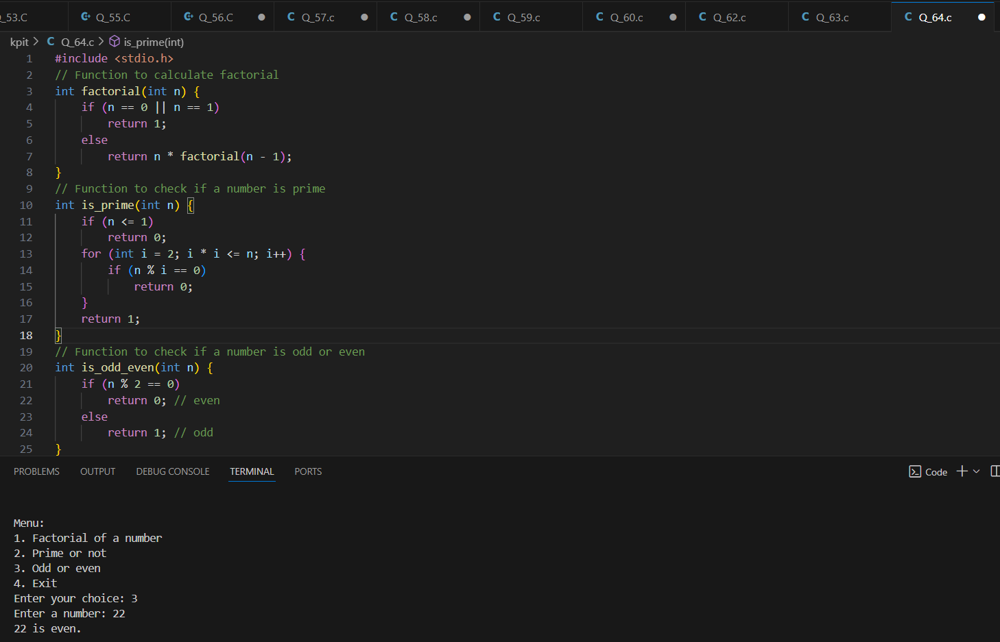 _53.C Q_55.C Q_56.C C Q_57.c C Q_58.c C Q_59.c C Q_60.c C Q_62.c C Q_63.c C Q_64.c
kpit > C Q_64.c > is_prime(int)
1 #include <stdio.h>
2 // Function to calculate factorial
3 int factorial(int n) {
4     if (n == 0 || n == 1)
5         return 1;
6     else
7         return n * factorial(n - 1);
8 }
9 // Function to check if a number is prime
10 int is_prime(int n) {
11     if (n <= 1)
12         return 0;
13     for (int i = 2; i * i <= n; i++) {
14         if (n % i == 0)
15             return 0;
16     }
17     return 1;
18 }
19 // Function to check if a number is odd or even
20 int is_odd_even(int n) {
21     if (n % 2 == 0)
22         return 0; // even
23     else
24         return 1; // odd
25 }
PROBLEMS OUTPUT DEBUG CONSOLE TERMINAL PORTS Code
Menu:
1. Factorial of a number
2. Prime or not
3. Odd or even
4. Exit
Enter your choice: 3
Enter a number: 22
22 is even.